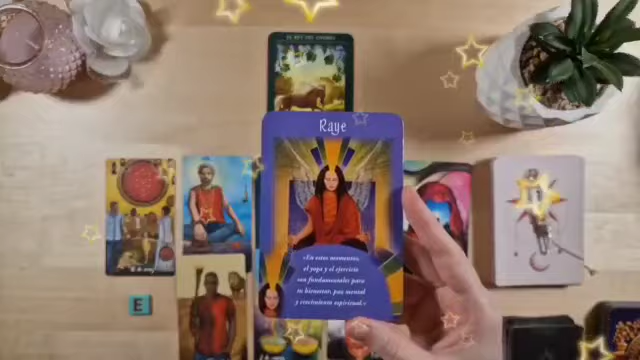 Raye
«En estos momentos,
el yoga y el ejercicio
son fundamentales para
tu bienestar, paz mental
y crecimiento espiritual.»
E